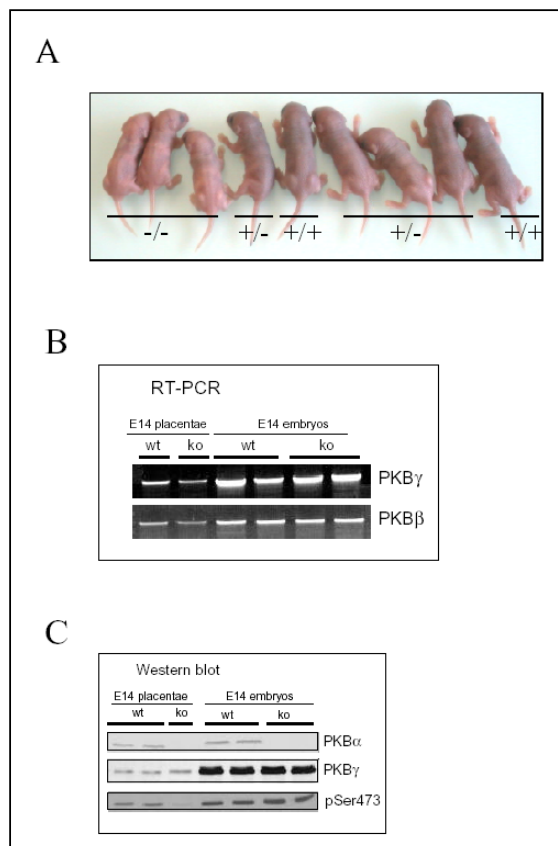 A
-/- +/- +/+ +/- +/+
B
RT-PCR
E14 placentae E14 embryos
wt ko wt ko
PKBγ
PKBβ
C
Western blot
E14 placentae E14 embryos
wt ko wt ko
PKBα
PKBγ
pSer473